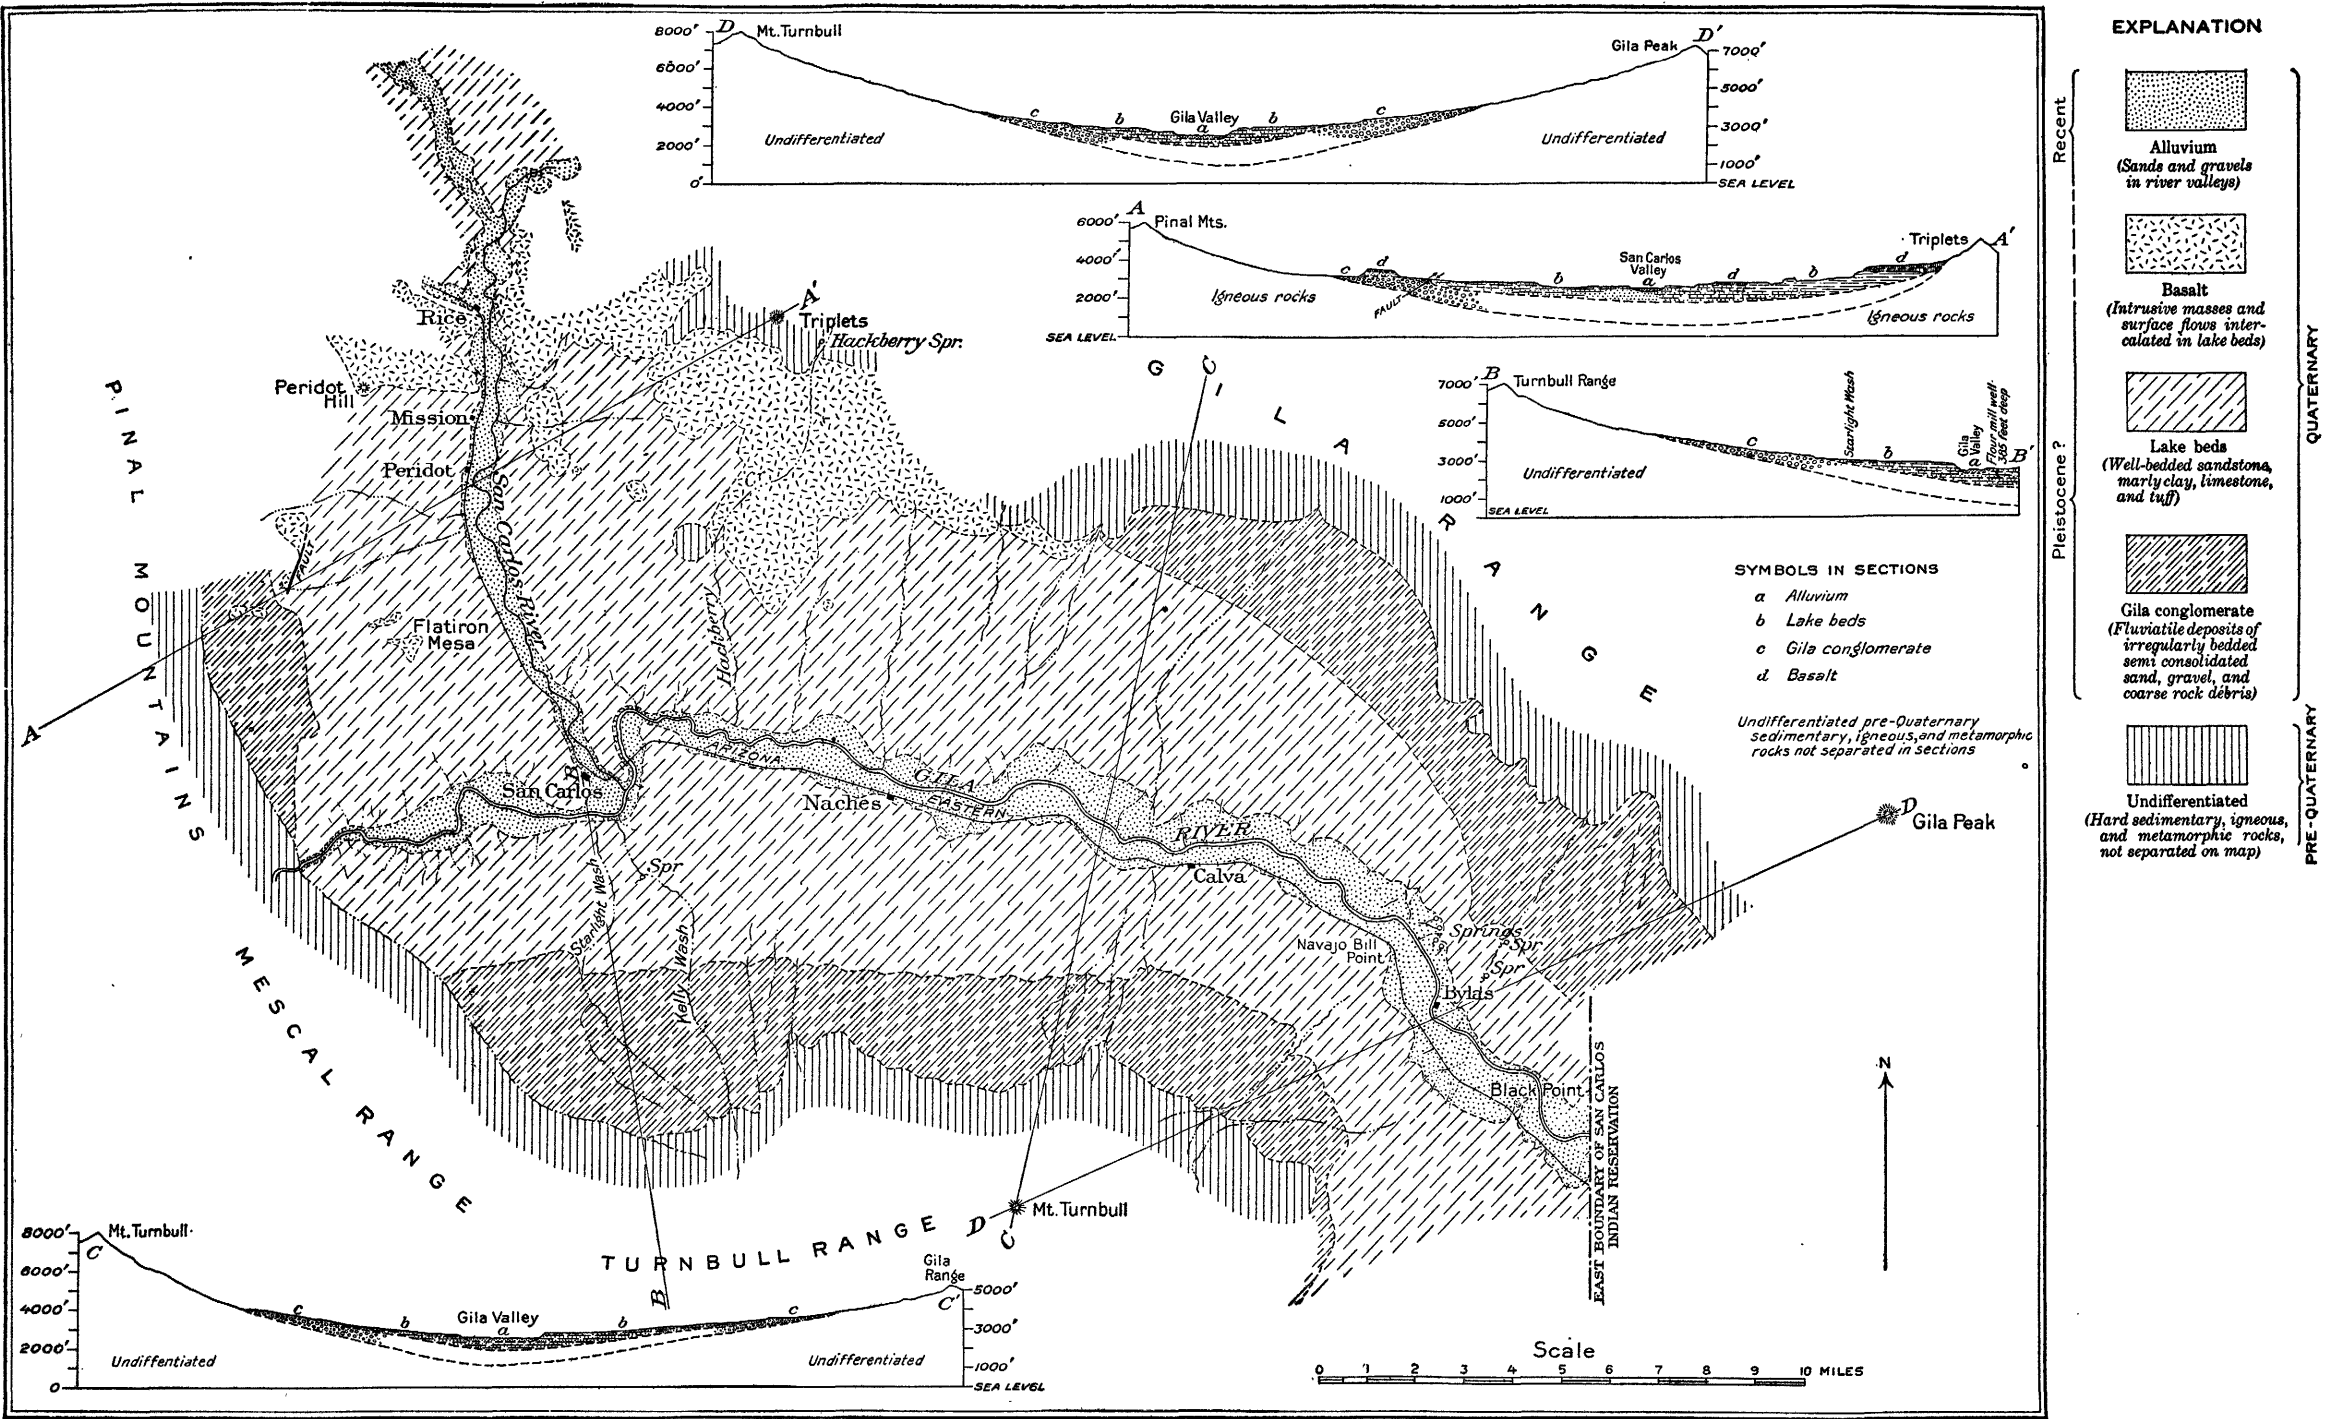 D
Mt. Turnbull
Gila Peak
D'
8000'
6000'
4000'
2000'
0'
7000'
5000'
3000'
1000'
SEA LEVEL
c
b
Gila Valley
a
b
c
Undifferentiated
Undifferentiated
A
Pinal Mts.
Triplets
A'
6000'
4000'
2000'
SEA LEVEL
c
d
b
San Carlos
Valley
a
d
b
d
Igneous rocks
FAULT
Igneous rocks
B
Turnbull Range
7000'
5000'
3000'
1000'
SEA LEVEL
c
Starlight Wash
b
Gila
Valley
a
Flour mill well-
365 feet deep
B'
Undifferentiated
SYMBOLS IN SECTIONS
a Alluvium
b Lake beds
c Gila conglomerate
d Basalt
Undifferentiated pre-Quaternary
sedimentary, igneous, and metamorphic
rocks not separated in sections
EXPLANATION
Alluvium
(Sands and gravels
in river valleys)
Basalt
(Intrusive masses and
surface flows inter-
calated in lake beds)
Lake beds
(Well-bedded sandstone,
marly clay, limestone,
and tuff)
Gila conglomerate
(Fluviatile deposits of
irregularly bedded
semi consolidated
sand, gravel, and
coarse rock débris)
Undifferentiated
(Hard sedimentary, igneous,
and metamorphic rocks,
not separated on map)
Recent
Pleistocene ?
QUATERNARY
PRE-QUATERNARY
Rice
A'
Triplets
Hackberry Spr.
Peridot
Hill
Mission
Peridot
San Carlos River
PINAL MOUNTAINS
FAULT
Flatiron
Mesa
Hackberry
A
C'
GILA RANGE
B'
San Carlos
ARIZONA
EASTERN
Naches
GILA
RIVER
Calva
D'
Gila Peak
Spr
Starlight Wash
Kelly Wash
Navajo Bill
Point
Springs
Spr
Spr
Bylas
Black Point
EAST BOUNDARY OF SAN CARLOS
INDIAN RESERVATION
N
MESCAL RANGE
TURNBULL RANGE
D
Mt. Turnbull
C
B
8000'
6000'
4000'
2000'
0
Mt. Turnbull
C
c
b
Gila Valley
a
b
c
Gila
Range
C'
5000'
3000'
1000'
SEA LEVEL
Undiffentiated
Undifferentiated
Scale
0 1 2 3 4 5 6 7 8 9 10 MILES